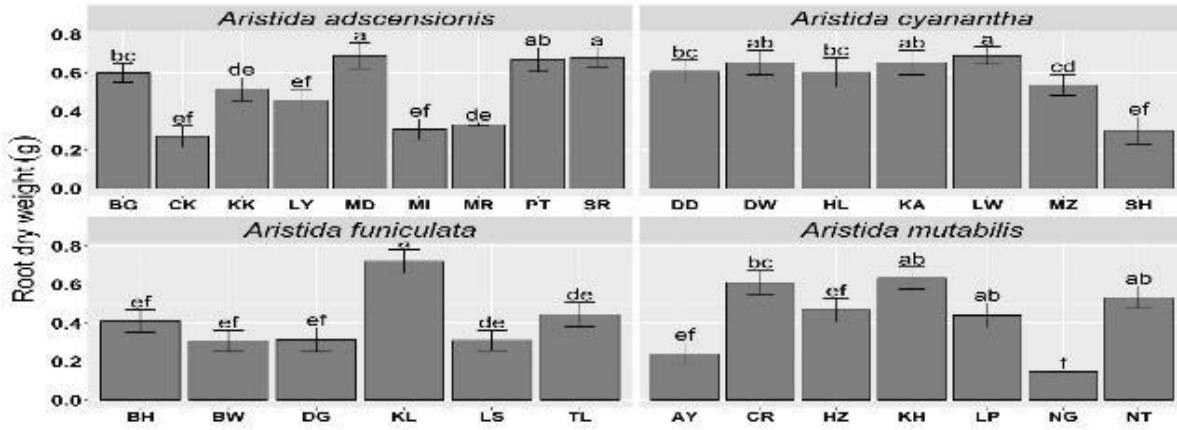 Aristida adscensionis Aristida cyanantha
Root dry weight (g)
0.8
0.6
0.4
0.2
0.0
bc ef de ef a ef de ab a
bc ab bc ab a cd ef
BG CK KK LY MD MI MR PT SR
DD DW HL KA LW MZ SH
Aristida funiculata Aristida mutabilis
0.8
0.6
0.4
0.2
0.0
ef ef ef a de de
ef bc ef ab ab f
BH BW DG KL LS TL
AY CR HZ KH LP NG NT